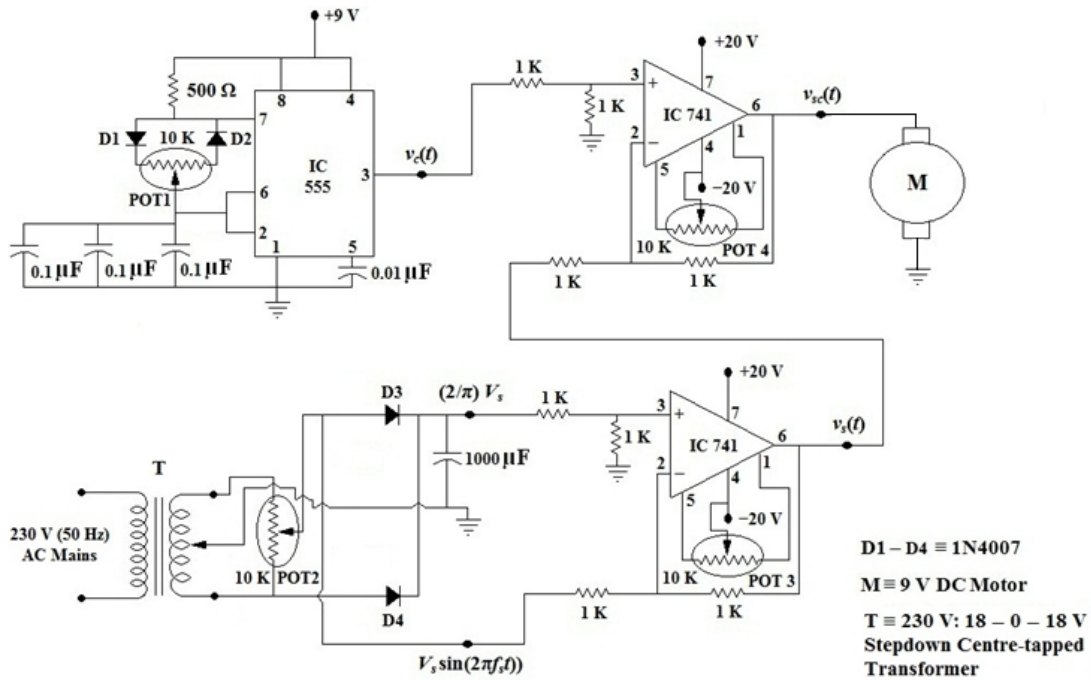 +9 V
500 Ω
8
4
7
D1
10 K
D2
POT1
IC
555
6
2
3
1
5
0.1 μF
0.1 μF
0.1 μF
0.01 μF
vc(t)
1 K
1 K
+20 V
3
+
7
IC 741
6
2
−
4
1
5
−20 V
10 K
POT 4
1 K
1 K
vsc(t)
M
D3
(2/π) Vs
1 K
1 K
1000 μF
+20 V
3
+
7
IC 741
6
vs(t)
2
−
4
1
5
−20 V
10 K
POT 3
T
230 V (50 Hz)
AC Mains
10 K
POT2
D4
1 K
1 K
Vs sin(2πfst))
D1 – D4 ≡ 1N4007
M ≡ 9 V DC Motor
T ≡ 230 V: 18 – 0 – 18 V
Stepdown Centre-tapped
Transformer